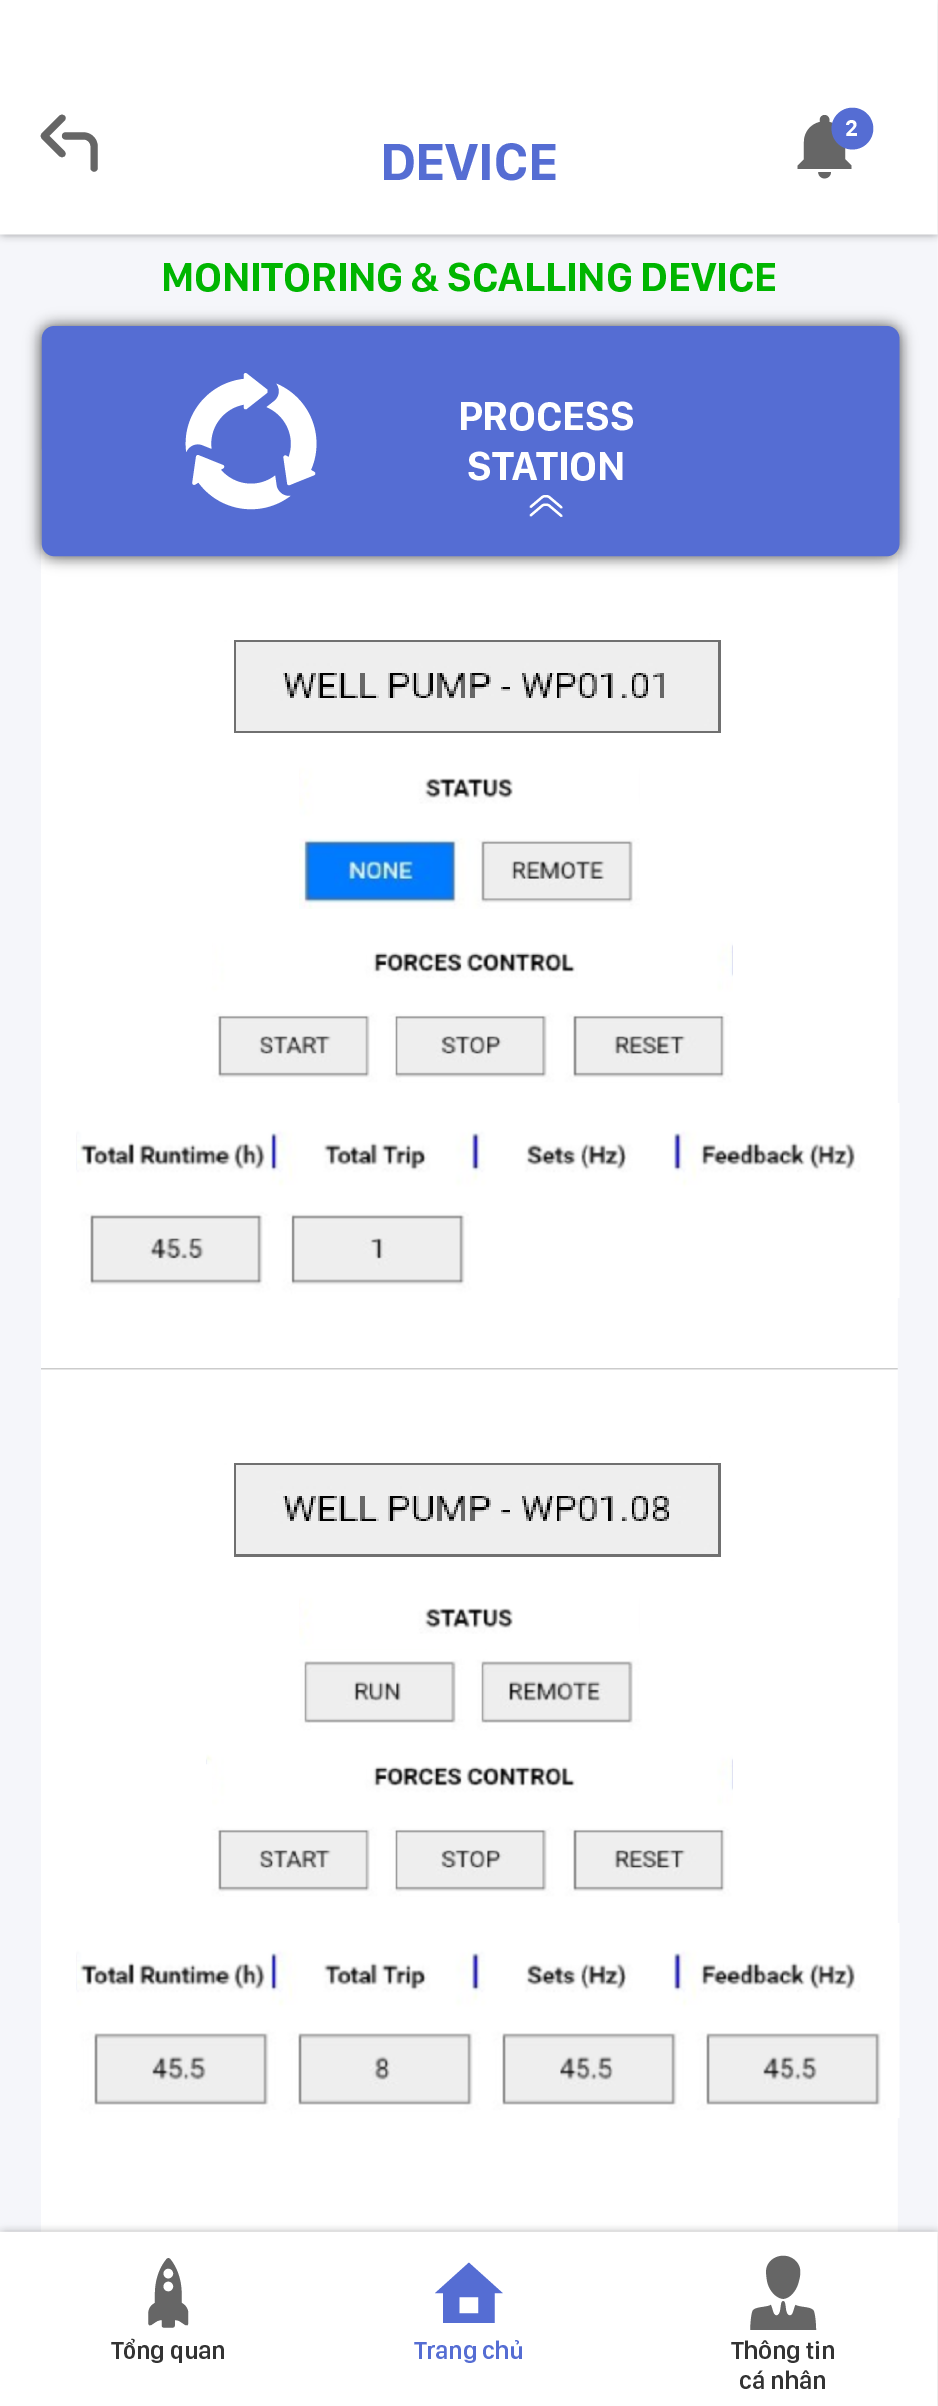 DEVICE
2
MONITORING & SCALLING DEVICE
PROCESS
STATION
WELL PUMP - WP01.01
STATUS
NONE REMOTE
FORCES CONTROL
START STOP RESET
Total Runtime (h) Total Trip Sets (Hz) Feedback (Hz)
45.5 1
WELL PUMP - WP01.08
STATUS
RUN REMOTE
FORCES CONTROL
START STOP RESET
Total Runtime (h) Total Trip Sets (Hz) Feedback (Hz)
45.5 8 45.5 45.5
Tổng quan Trang chủ Thông tin
cá nhân